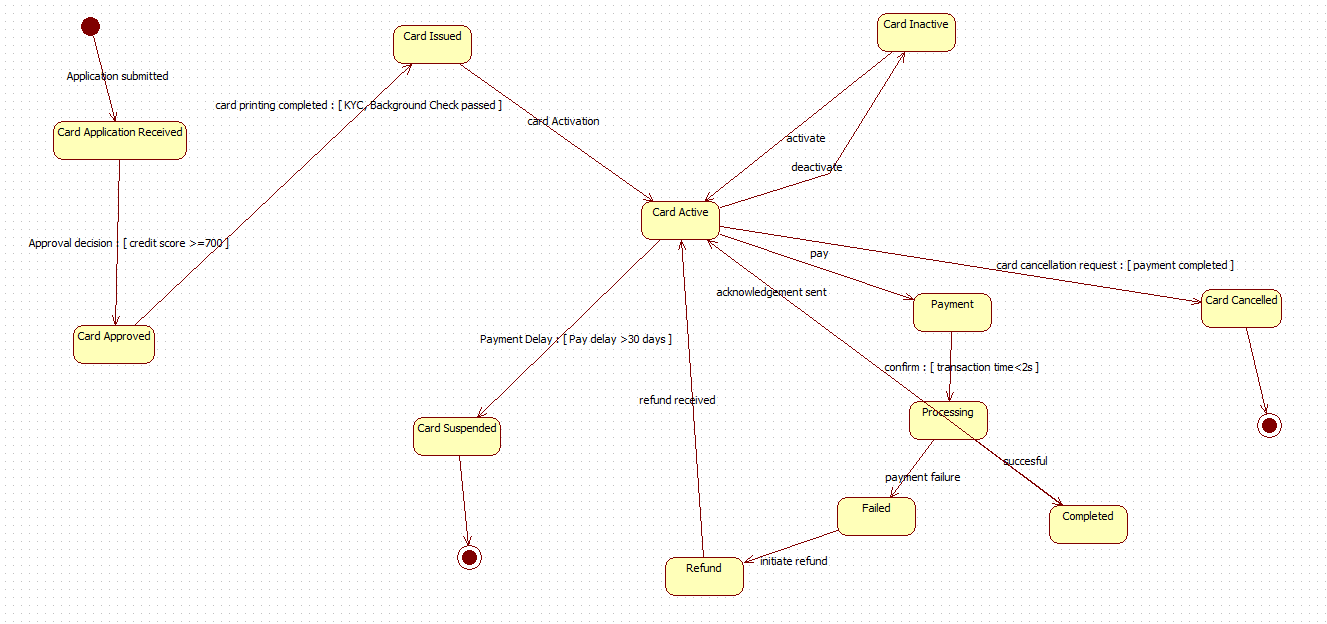 Card Issued
Card Inactive
Application submitted
card printing completed : [ KYC, Background Check passed ]
card Activation
Card Application Received
activate
deactivate
Card Active
Approval decision : [ credit score >=700 ]
pay
card cancellation request : [ payment completed ]
acknowledgement sent
Card Cancelled
Payment
Card Approved
Payment Delay : [ Pay delay >30 days ]
confirm : [ transaction time<2s ]
refund received
Processing
Card Suspended
succesful
payment failure
Failed
Completed
initiate refund
Refund